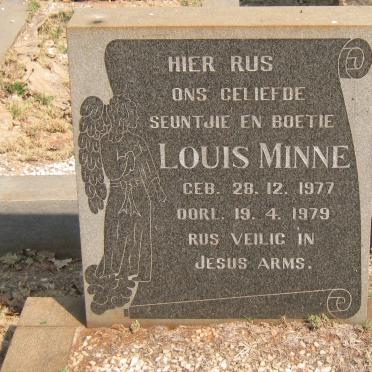 HIER RUS
ONS GELIEFDE
SEUNTJIE EN BOETIE
LOUIS MINNE
GEB. 28. 12. 1977
OORL. 19. 4. 1979
RUS VEILIG IN
JESUS ARMS.